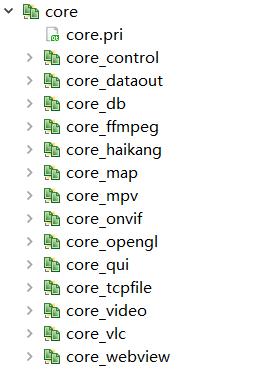 core
core.pri
core_control
core_dataout
core_db
core_ffmpeg
core_haikang
core_map
core_mpv
core_onvif
core_opengl
core_qui
core_tcpfile
core_video
core_vlc
core_webview